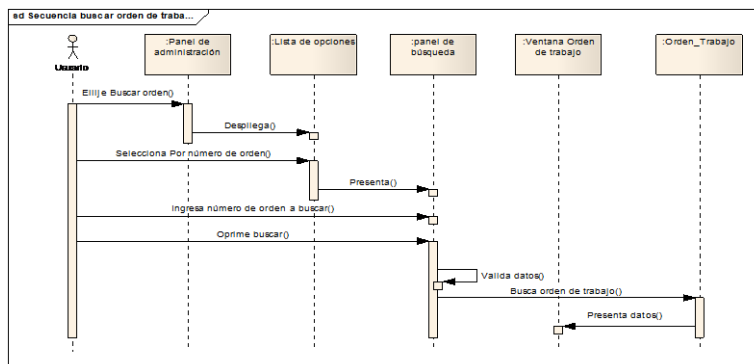 sd Secuencia buscar orden de traba...
Usuario
:Panel de
administración
:Lista de opciones
:panel de
búsqueda
:Ventana Orden
de trabajo
:Orden_Trabajo
Elilje Buscar orden()
Despliega()
Selecciona Por número de orden()
Presenta()
Ingresa número de orden a buscar()
Oprime buscar()
Valida datos()
Busca orden de trabajo()
Presenta datos()